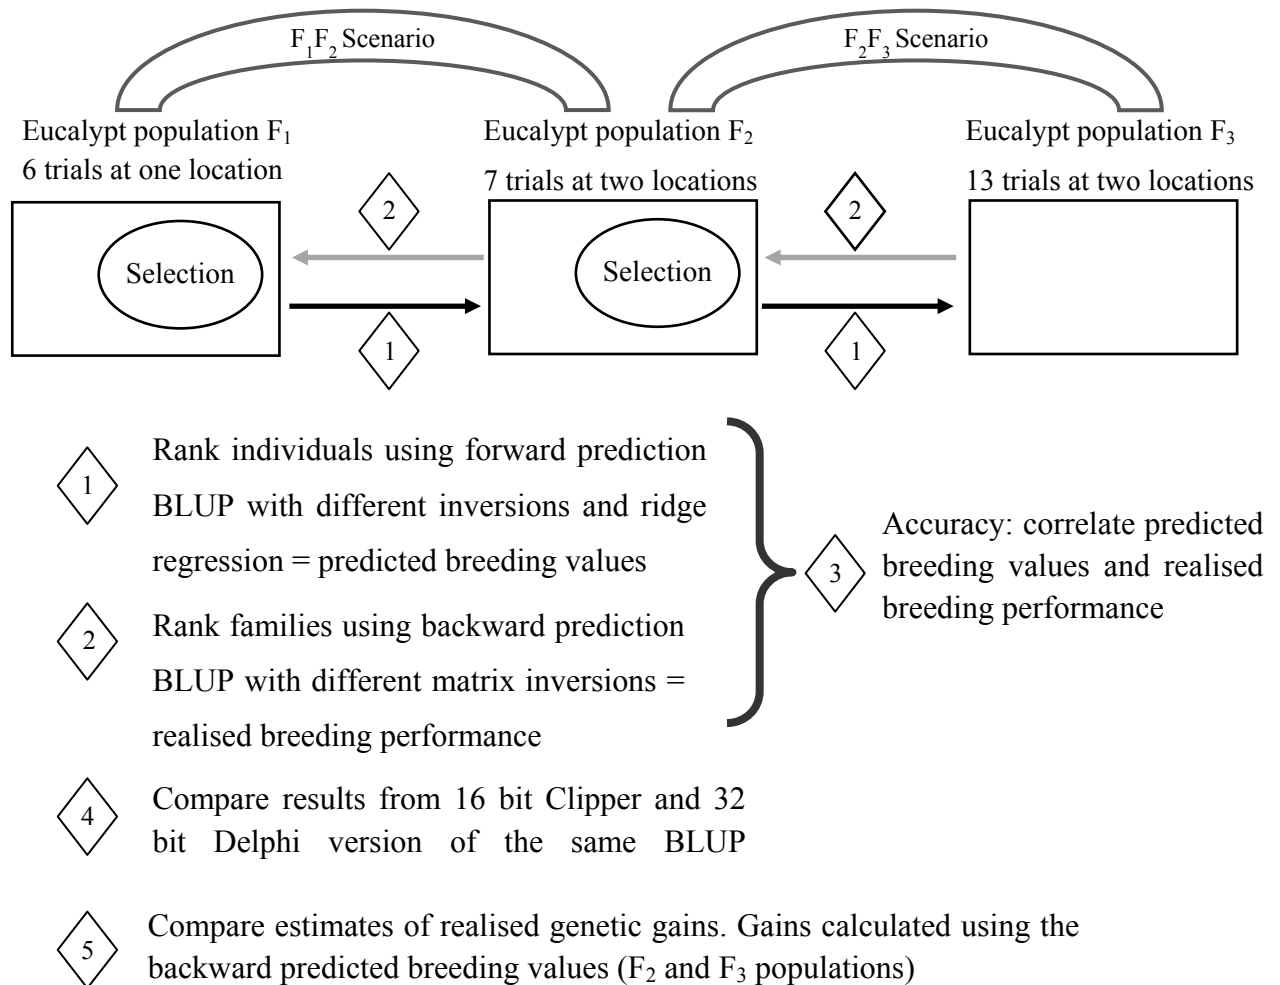 F₁F₂ Scenario
F₂F₃ Scenario
Eucalypt population F₁
6 trials at one location
Eucalypt population F₂
7 trials at two locations
Eucalypt population F₃
13 trials at two locations
2
2
Selection
Selection
1
1
1
Rank individuals using forward prediction
BLUP with different inversions and ridge
regression = predicted breeding values
2
Rank families using backward prediction
BLUP with different matrix inversions =
realised breeding performance
3
Accuracy: correlate predicted
breeding values and realised
breeding performance
4
Compare results from 16 bit Clipper and 32
bit Delphi version of the same BLUP
5
Compare estimates of realised genetic gains. Gains calculated using the
backward predicted breeding values (F₂ and F₃ populations)